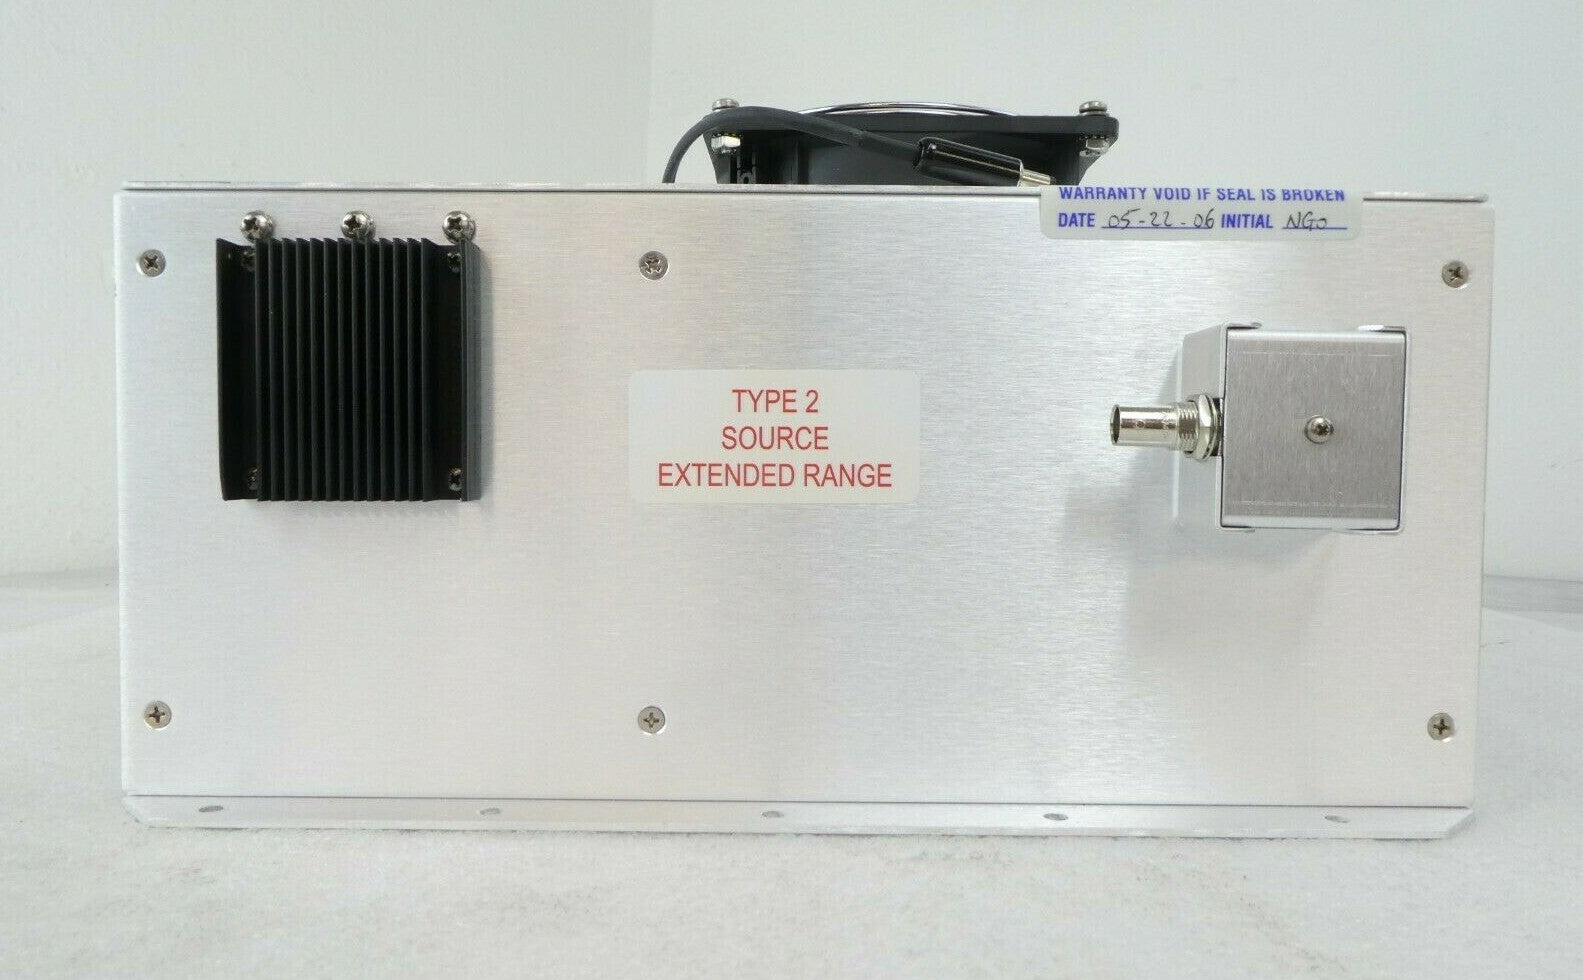 WARRANTY VOID IF SEAL IS BROKEN
DATE 05-22-06 INITIAL NGO
TYPE 2
SOURCE
EXTENDED RANGE